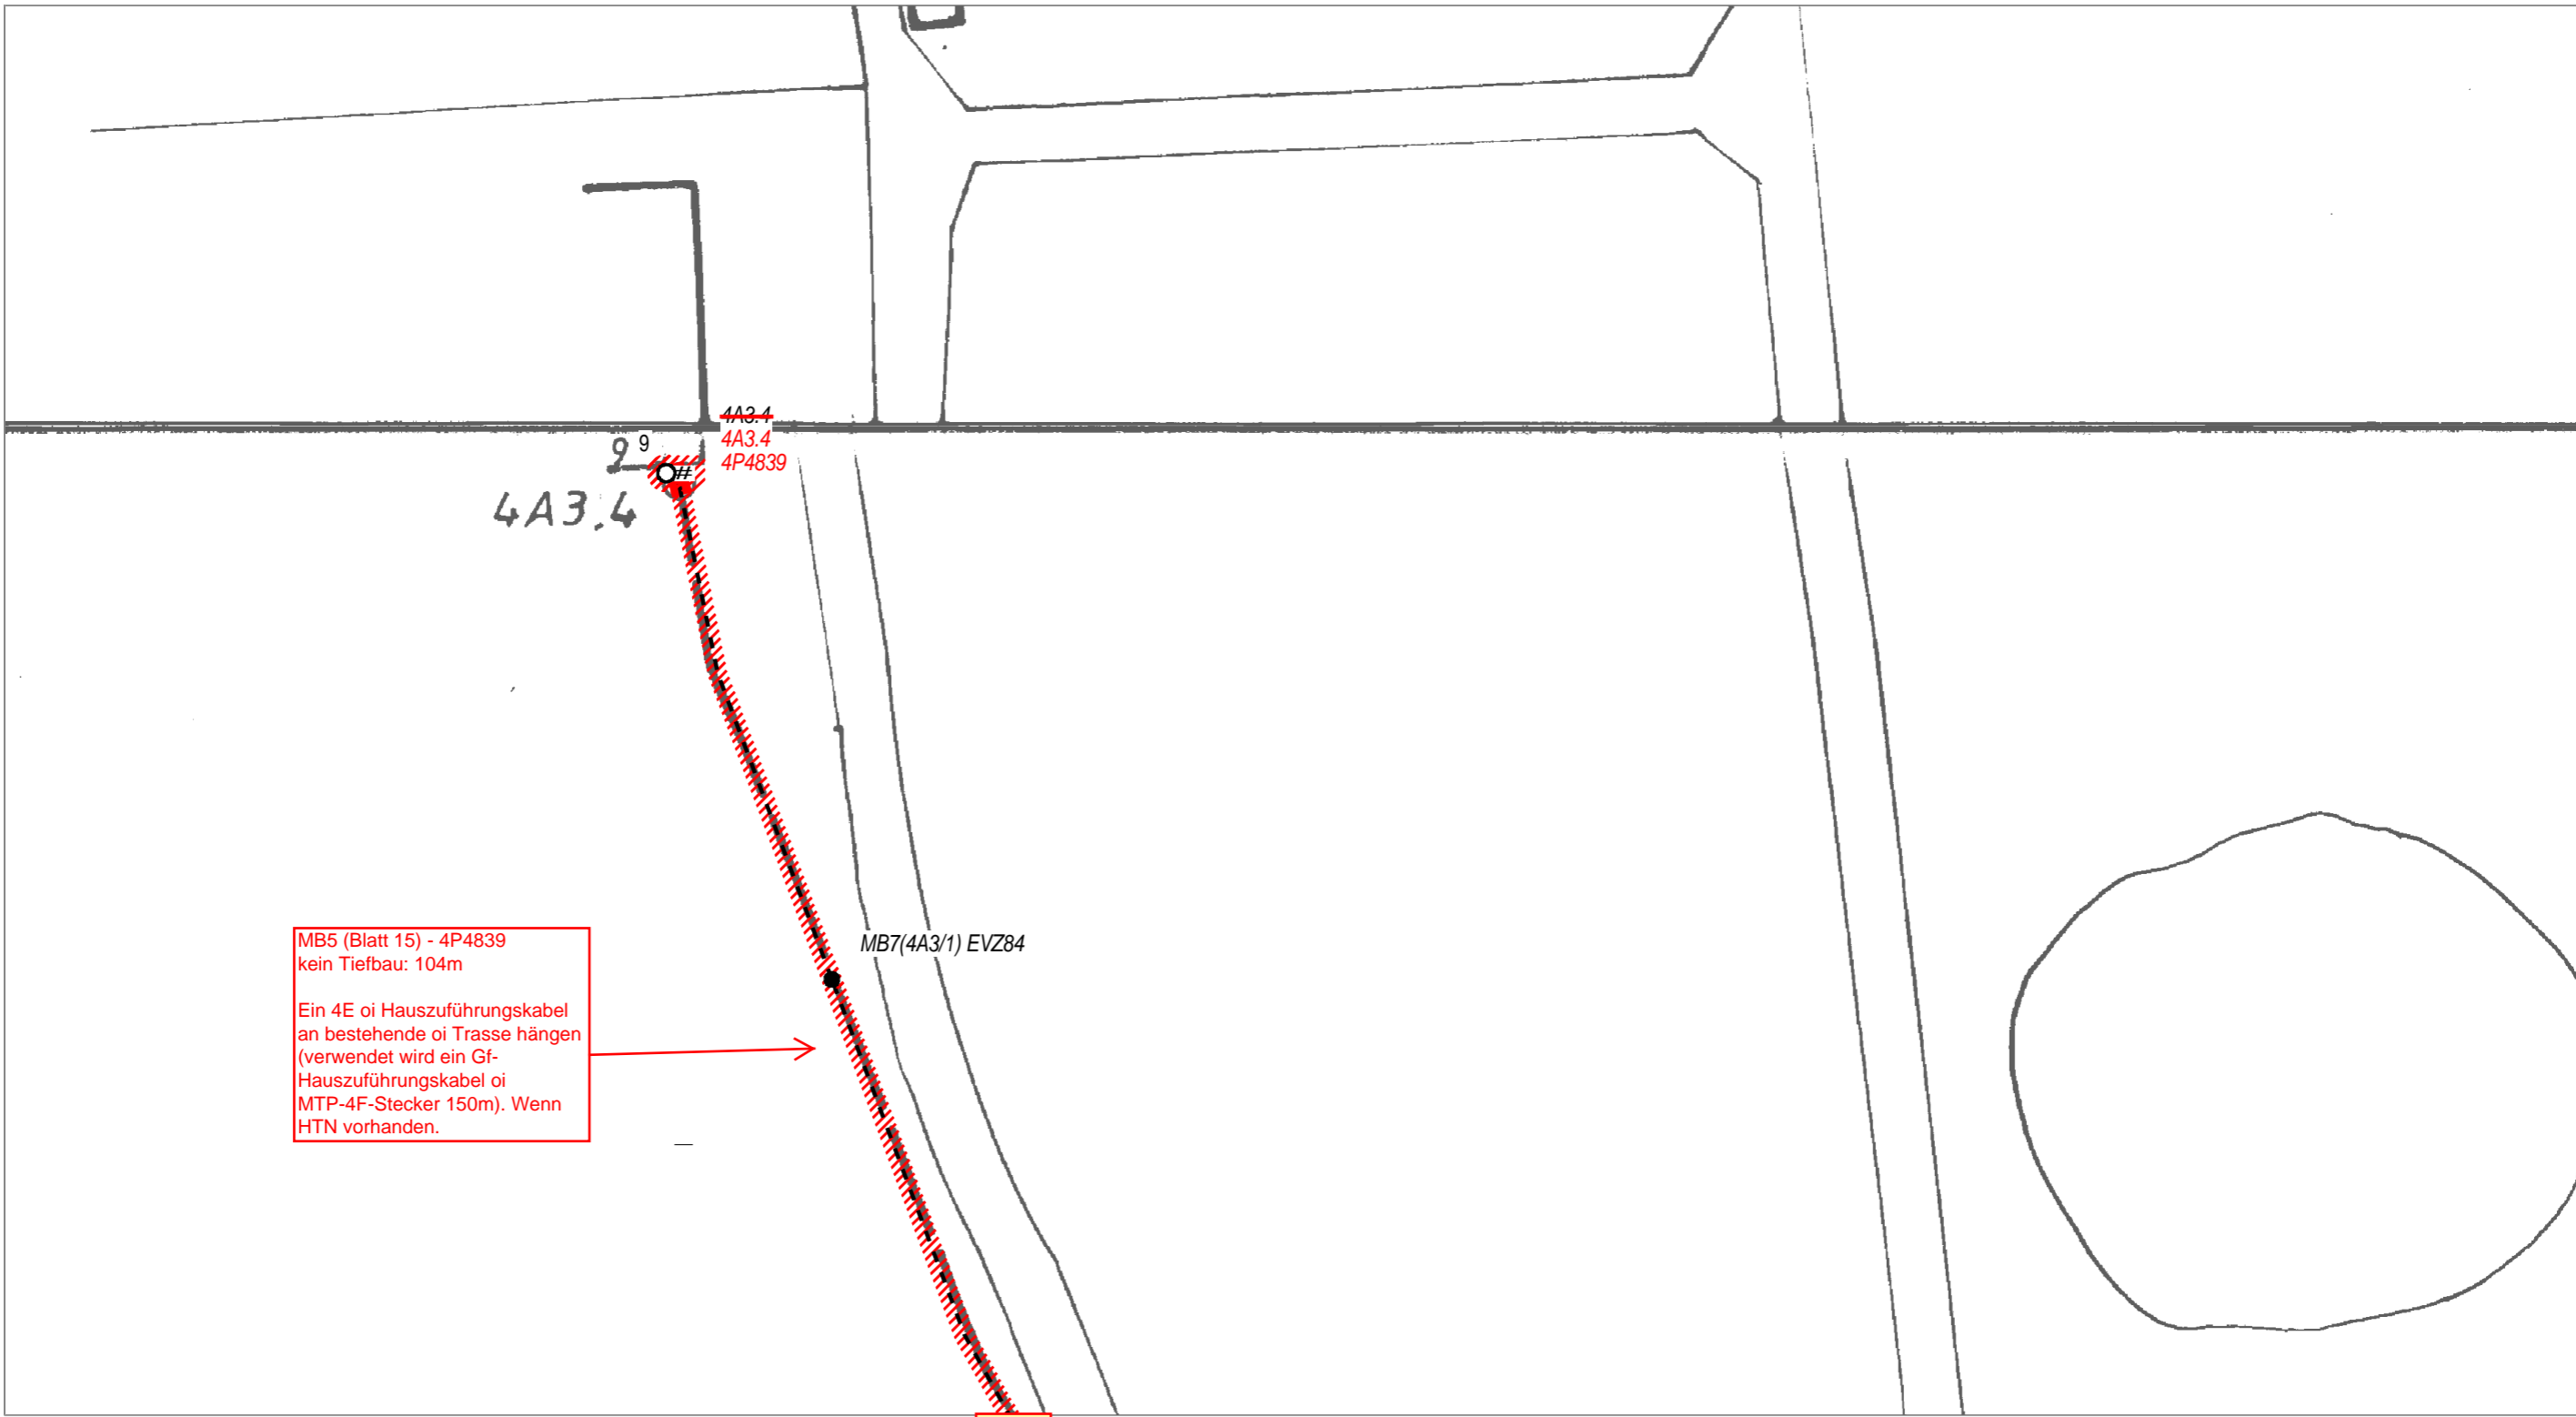 4A3.4
4A3.4
4P4839
9
9
#
4A3.4
MB7(4A3/1) EVZ84
MB5 (Blatt 15) - 4P4839
kein Tiefbau: 104m
Ein 4E oi Hauszuführungskabel
an bestehende oi Trasse hängen
(verwendet wird ein Gf-
Hauszuführungskabel oi
MTP-4F-Stecker 150m). Wenn
HTN vorhanden.